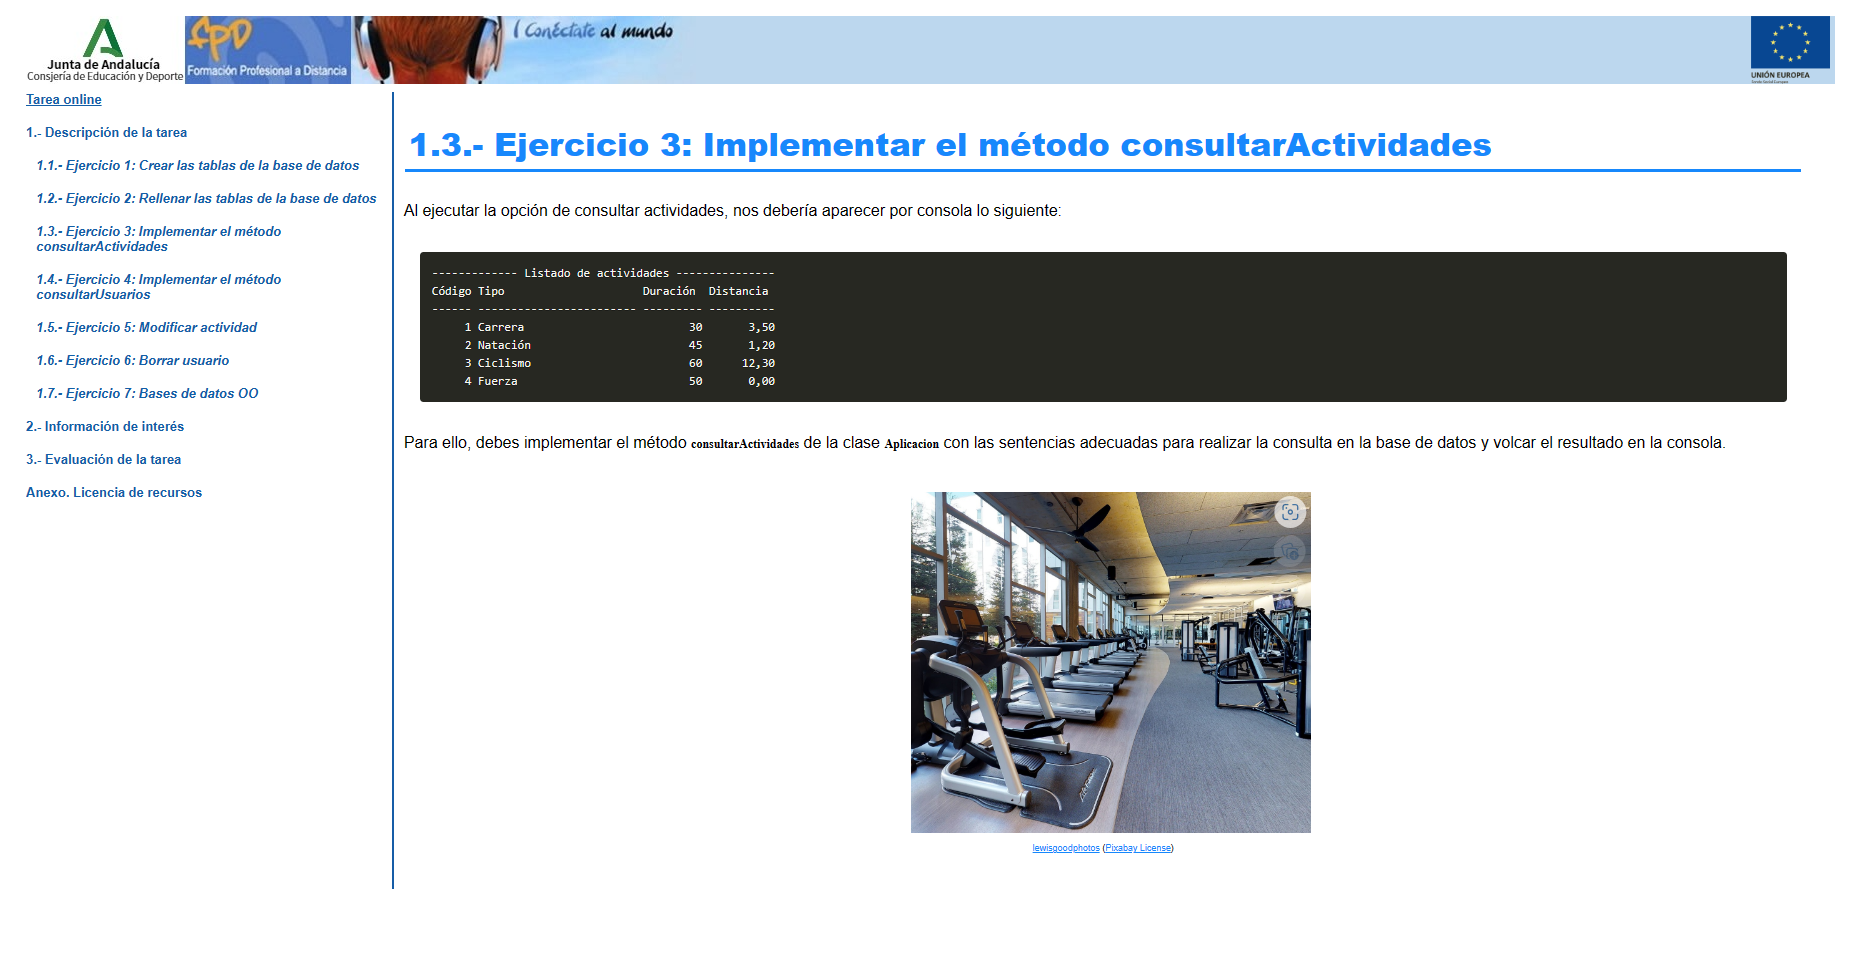 Junta de Andalucía
Consejería de Educación y Deporte
FPD
Formación Profesional a Distancia
Conéctate al mundo
UNIÓN EUROPEA
Fondo Social Europeo
Tarea online
1.- Descripción de la tarea
1.1.- Ejercicio 1: Crear las tablas de la base de datos
1.2.- Ejercicio 2: Rellenar las tablas de la base de datos
1.3.- Ejercicio 3: Implementar el método
consultarActividades
1.4.- Ejercicio 4: Implementar el método
consultarUsuarios
1.5.- Ejercicio 5: Modificar actividad
1.6.- Ejercicio 6: Borrar usuario
1.7.- Ejercicio 7: Bases de datos OO
2.- Información de interés
3.- Evaluación de la tarea
Anexo. Licencia de recursos
1.3.- Ejercicio 3: Implementar el método consultarActividades
Al ejecutar la opción de consultar actividades, nos debería aparecer por consola lo siguiente:
------------- Listado de actividades ---------------
Código Tipo                     Duración  Distancia
------ ------------------------ --------- ----------
     1 Carrera                         30       3,50
     2 Natación                        45       1,20
     3 Ciclismo                        60      12,30
     4 Fuerza                          50       0,00
Para ello, debes implementar el método consultarActividades de la clase Aplicacion con las sentencias adecuadas para realizar la consulta en la base de datos y volcar el resultado en la consola.
lewisgoodphotos (Pixabay License)